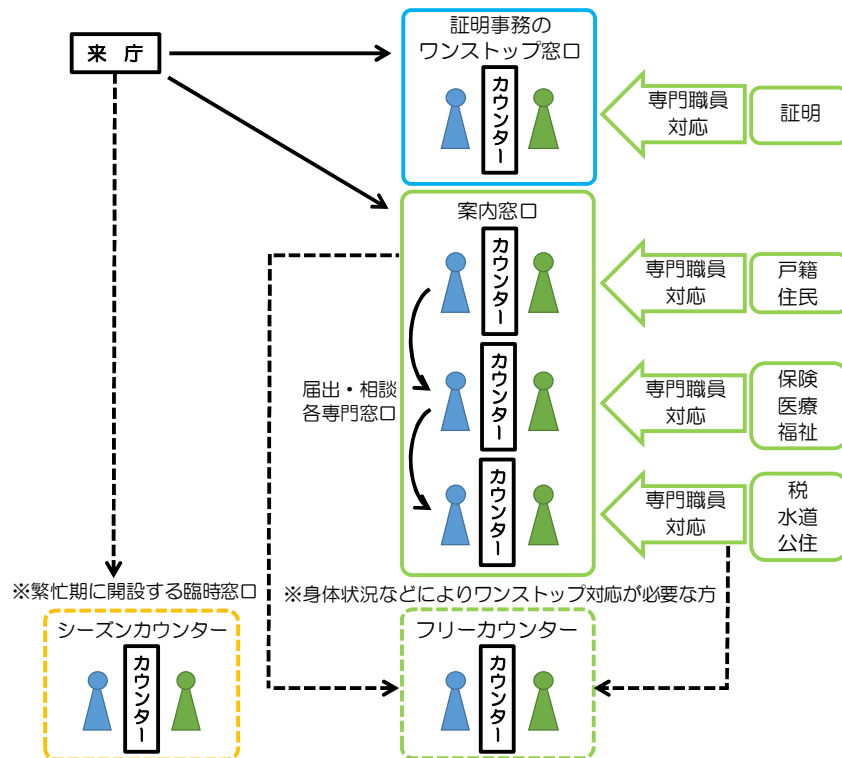 来 庁
証明事務の
ワンストップ窓口
カウンター
専門職員
対応
証明
案内窓口
カウンター
専門職員
対応
戸籍
住民
届出・相談
各専門窓口
カウンター
専門職員
対応
保険
医療
福祉
カウンター
専門職員
対応
税
水道
公住
※繁忙期に開設する臨時窓口
※身体状況などによりワンストップ対応が必要な方
シーズンカウンター
カウンター
フリーカウンター
カウンター